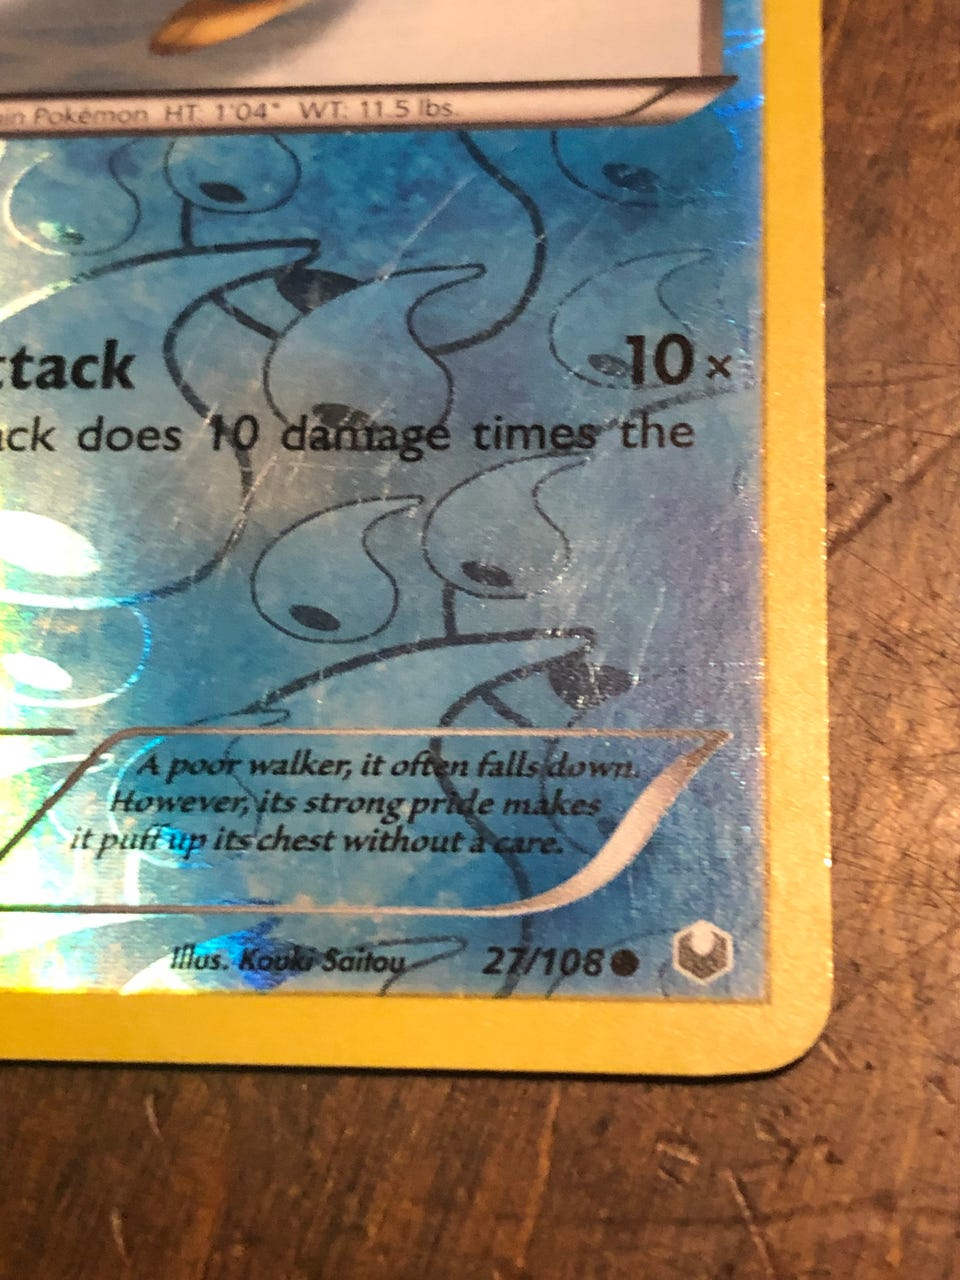 in Pokémon HT: 1'04" WT: 11.5 lbs.
ttack 10×
ck does 10 damage times the
A poor walker, it often falls down.
However, its strong pride makes
it puff up its chest without a care.
Illus. Kouki Saitou 27/108